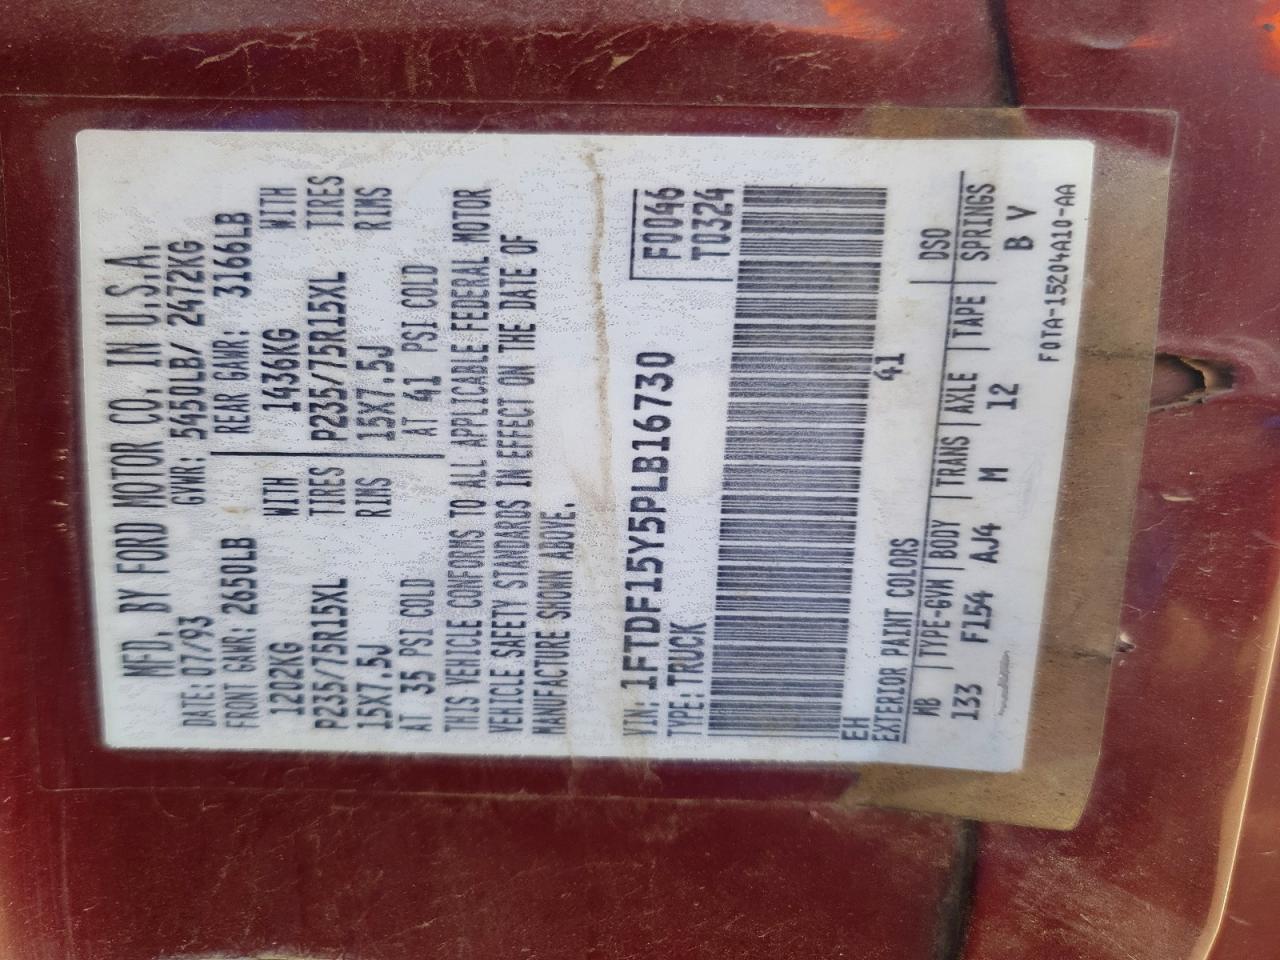 MFD. BY FORD MOTOR CO. IN U.S.A.
DATE: 07/93 GVWR: 5450LB/ 2472KG
FRONT GAWR: 2650LB REAR GAWR: 3166LB
1202KG WITH 1436KG WITH
P235/75R15XL TIRES P235/75R15XL TIRES
15X7.5J RIMS 15X7.5J RIMS
AT 35 PSI COLD AT 41 PSI COLD
THIS VEHICLE CONFORMS TO ALL APPLICABLE FEDERAL MOTOR
VEHICLE SAFETY STANDARDS IN EFFECT ON THE DATE OF
MANUFACTURE SHOWN ABOVE.
VIN: 1FTDF15Y5PLB16730 F0046
TYPE: TRUCK T0324
EH 41
EXTERIOR PAINT COLORS DSO
WB TYPE-GVW BODY TRANS AXLE TAPE SPRINGS
133 F154 AJ4 M 12 B V
F0TA-15204A10-AA